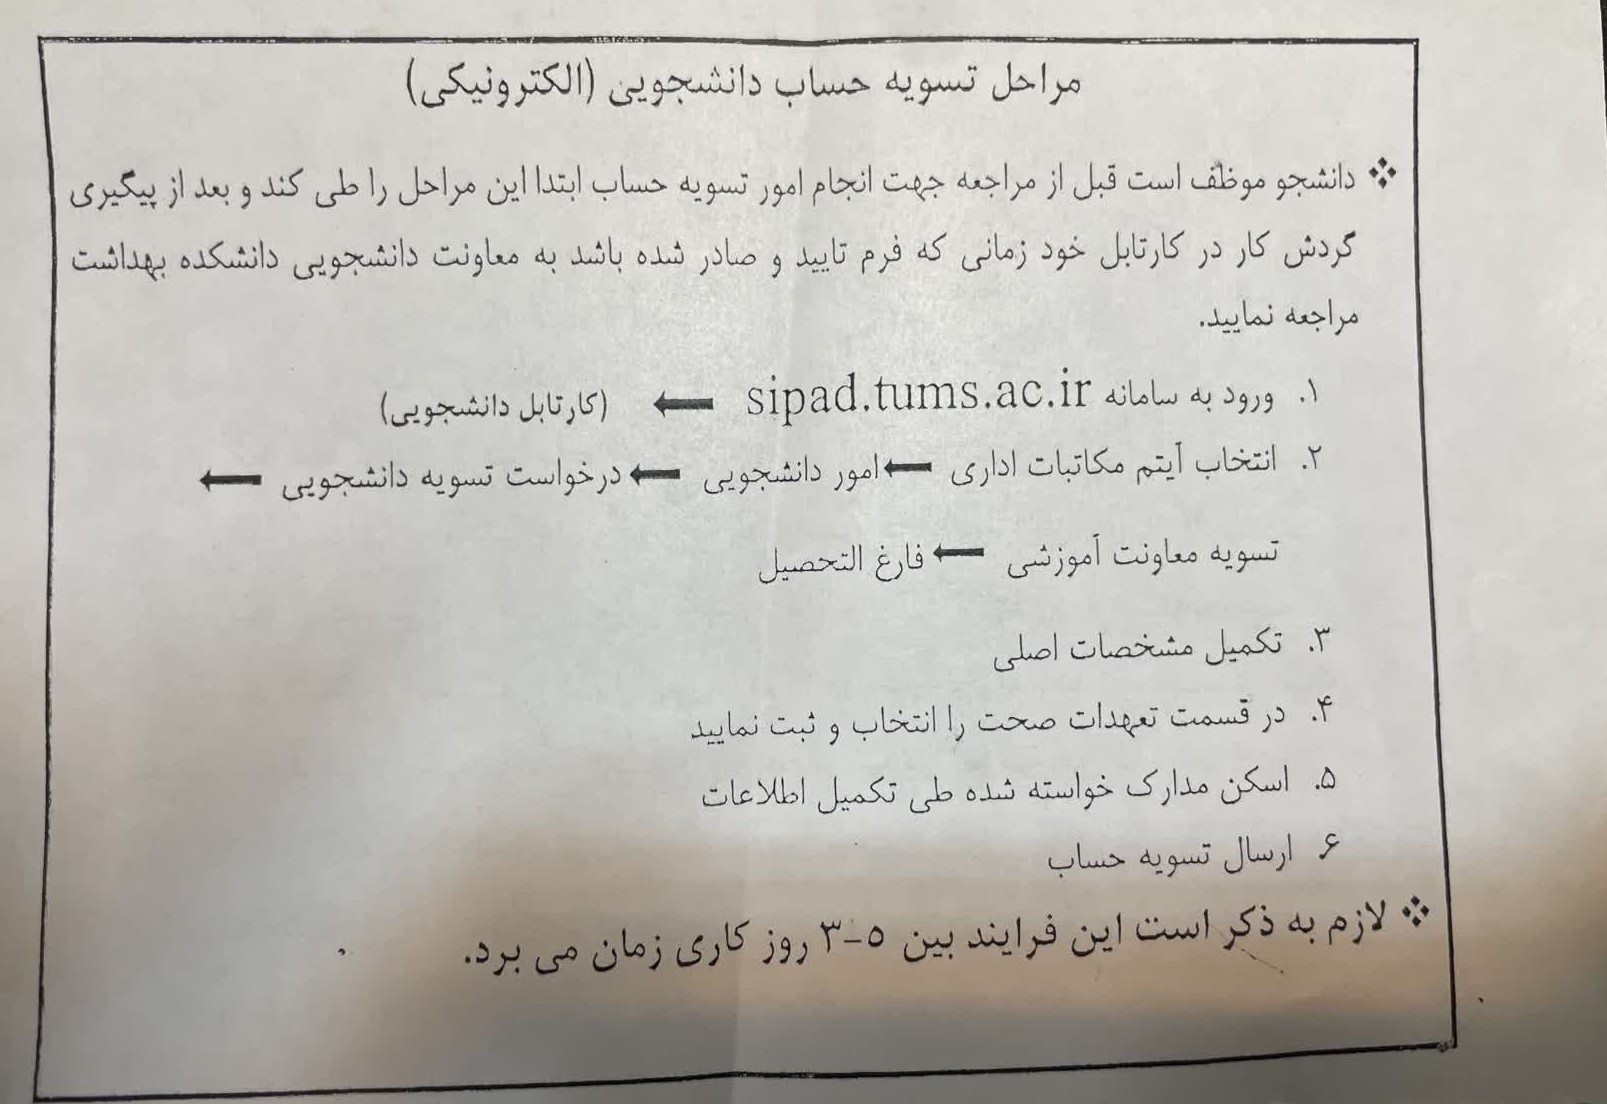 مراحل تسویه حساب دانشجویی (الکترونیکی)
❖ دانشجو موظف است قبل از مراجعه جهت انجام امور تسویه حساب ابتدا این مراحل را طی کند و بعد از پیگیری
گردش کار در کارتابل خود زمانی که فرم تایید و صادر شده باشد به معاونت دانشجویی دانشکده بهداشت
مراجعه نمایید.
۱. ورود به سامانه sipad.tums.ac.ir ← (کارتابل دانشجویی)
۲. انتخاب آیتم مکاتبات اداری ← امور دانشجویی ← درخواست تسویه دانشجویی ←
تسویه معاونت آموزشی ← فارغ التحصیل
۳. تکمیل مشخصات اصلی
۴. در قسمت تعهدات صحت را انتخاب و ثبت نمایید
۵. اسکن مدارک خواسته شده طی تکمیل اطلاعات
۶. ارسال تسویه حساب
❖ لازم به ذکر است این فرایند بین ۵-۳ روز کاری زمان می برد.